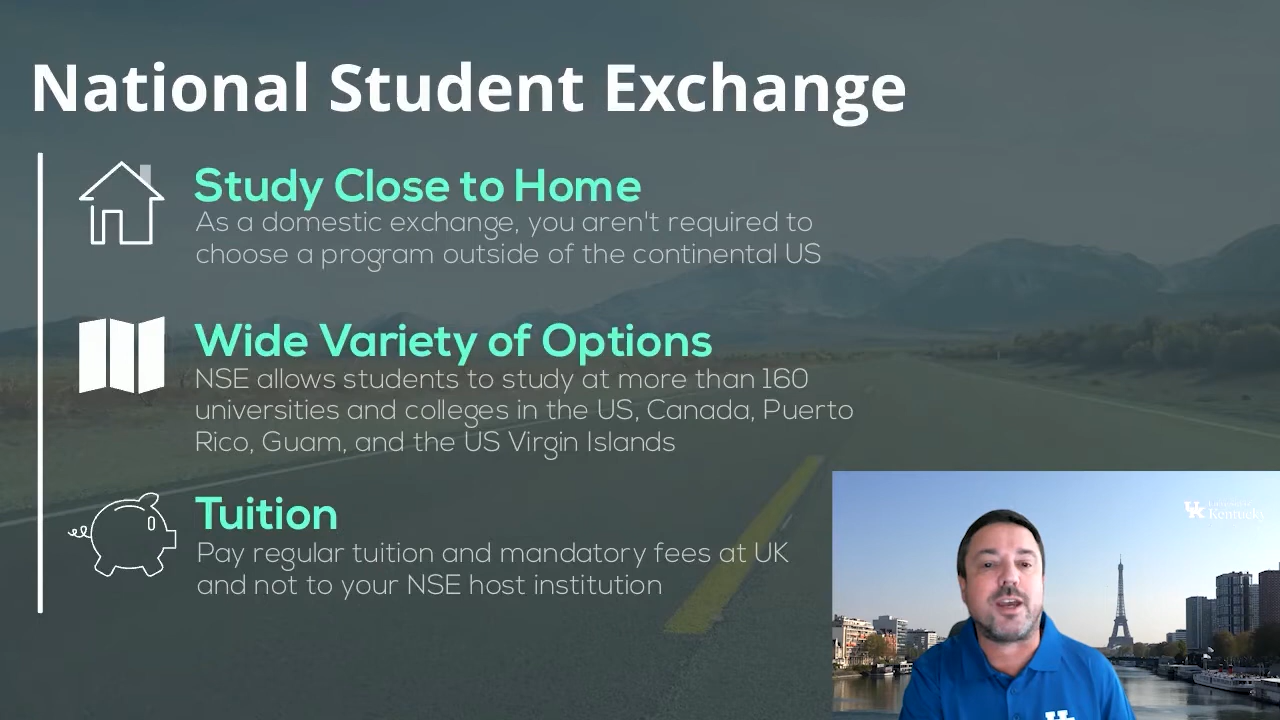 National Student Exchange
Study Close to Home
As a domestic exchange, you aren't required to
choose a program outside of the continental US
Wide Variety of Options
NSE allows students to study at more than 160
universities and colleges in the US, Canada, Puerto
Rico, Guam, and the US Virgin Islands
Tuition
Pay regular tuition and mandatory fees at UK
and not to your NSE host institution
UK
Kentucky
UK